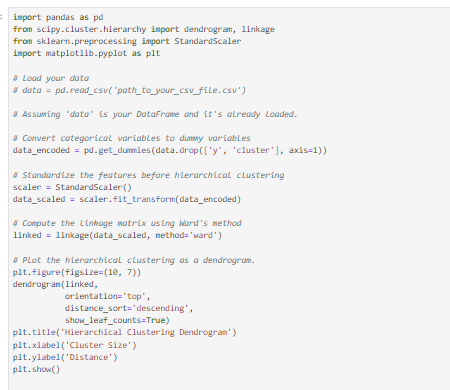 import pandas as pd
from scipy.cluster.hierarchy import dendrogram, linkage
from sklearn.preprocessing import StandardScaler
import matplotlib.pyplot as plt

# Load your data
# data = pd.read_csv('path_to_your_csv_file.csv')

# Assuming 'data' is your DataFrame and it's already loaded.

# Convert categorical variables to dummy variables
data_encoded = pd.get_dummies(data.drop(['y', 'cluster'], axis=1))

# Standardize the features before hierarchical clustering
scaler = StandardScaler()
data_scaled = scaler.fit_transform(data_encoded)

# Compute the linkage matrix using Ward's method
linked = linkage(data_scaled, method='ward')

# Plot the hierarchical clustering as a dendrogram.
plt.figure(figsize=(10, 7))
dendrogram(linked,
           orientation='top',
           distance_sort='descending',
           show_leaf_counts=True)
plt.title('Hierarchical Clustering Dendrogram')
plt.xlabel('Cluster Size')
plt.ylabel('Distance')
plt.show()